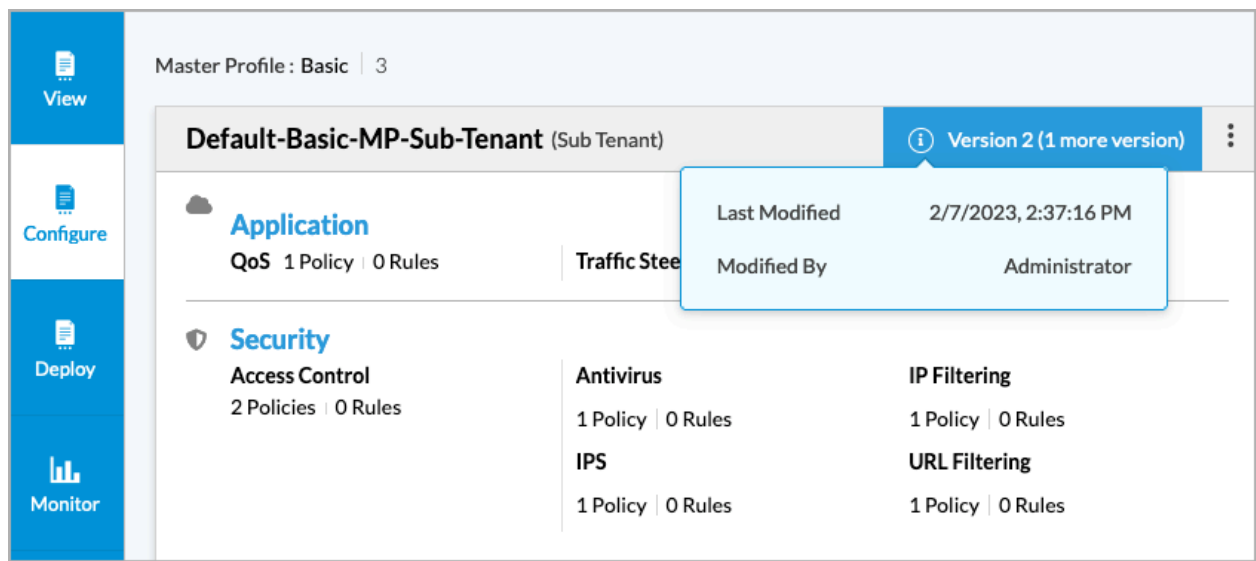 View
Configure
Deploy
Monitor
Master Profile : Basic 3
Default-Basic-MP-Sub-Tenant (Sub Tenant)
Version 2 (1 more version)
Last Modified 2/7/2023, 2:37:16 PM
Modified By Administrator
Application
QoS 1 Policy 0 Rules
Traffic Stee
Security
Access Control
2 Policies 0 Rules
Antivirus
1 Policy 0 Rules
IPS
1 Policy 0 Rules
IP Filtering
1 Policy 0 Rules
URL Filtering
1 Policy 0 Rules